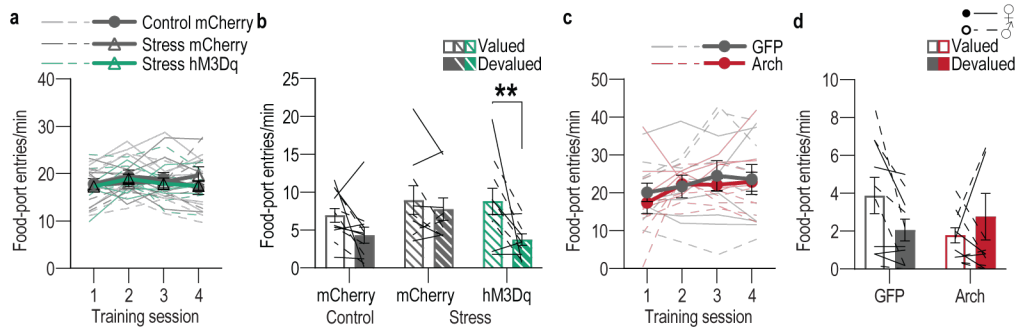 a
Control mCherry
Stress mCherry
Stress hM3Dq
Food-port entries/min
40
30
20
10
0
1 2 3 4
Training session
b
Valued
Devalued
Food-port entries/min
25
20
15
10
5
0
**
mCherry mCherry hM3Dq
Control Stress
c
GFP
Arch
Food-port entries/min
50
40
30
20
10
0
1 2 3 4
Training session
d
♀
♂
Valued
Devalued
Food-port entries/min
10
8
6
4
2
0
GFP Arch